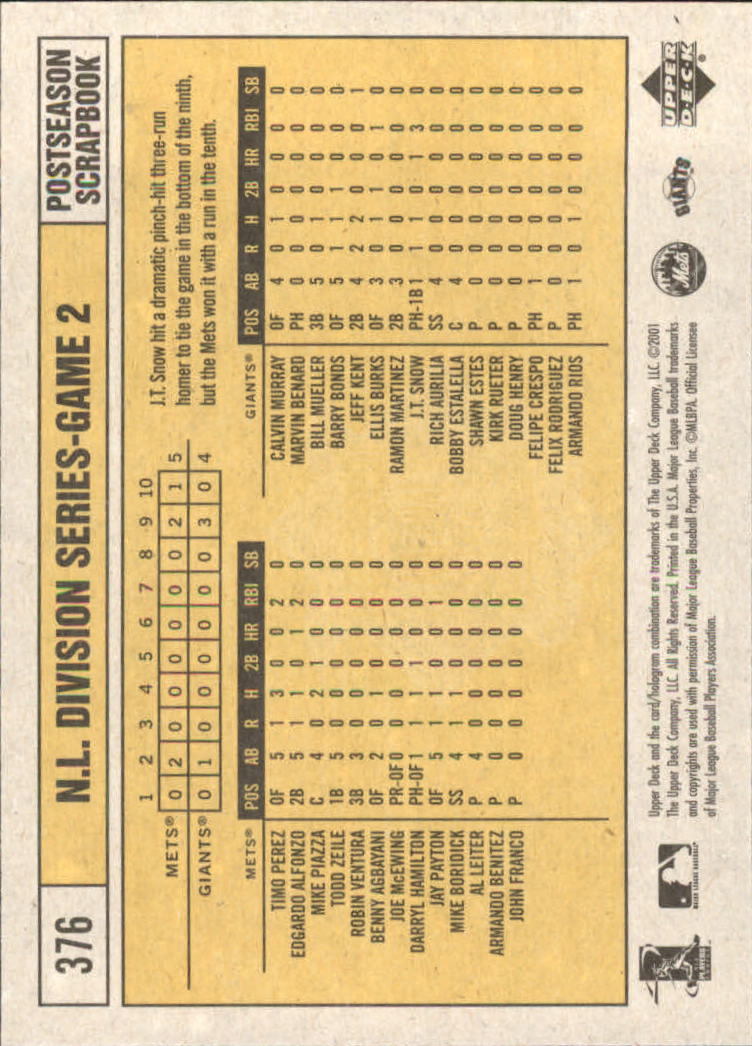 376 N.L. DIVISION SERIES-GAME 2 POSTSEASON
SCRAPBOOK
1 2 3 4 5 6 7 8 9 10
METS® 0 2 0 0 0 0 0 0 2 1 5
GIANTS® 0 1 0 0 0 0 0 0 3 0 4
J.T. Snow hit a dramatic pinch-hit three-run
homer to tie the game in the bottom of the ninth,
but the Mets won it with a run in the tenth.
METS® POS AB R H 2B HR RBI SB
TIMO PEREZ OF 5 1 3 0 0 2 0
EDGARDO ALFONZO 2B 5 1 1 0 1 2 0
MIKE PIAZZA C 4 0 2 1 0 0 0
TODD ZEILE 1B 5 0 0 0 0 0 0
ROBIN VENTURA 3B 3 0 0 0 0 0 0
BENNY AGBAYANI OF 2 0 1 0 0 0 0
JOE McEWING PR-OF 0 0 0 0 0 0 0
DARRYL HAMILTON PH-OF 1 1 1 1 0 0 0
JAY PAYTON OF 5 1 1 0 0 1 0
MIKE BORIDICK SS 4 1 1 0 0 0 0
AL LEITER P 4 0 0 0 0 0 0
ARMANDO BENITEZ P 0 0 0 0 0 0 0
JOHN FRANCO P 0 0 0 0 0 0 0
GIANTS® POS AB R H 2B HR RBI SB
CALVIN MURRAY OF 4 0 1 0 0 0 0
MARVIN BENARD PH 0 0 0 0 0 0 0
BILL MUELLER 3B 5 0 1 0 0 0 0
BARRY BONDS OF 5 1 1 1 0 0 0
JEFF KENT 2B 4 2 2 0 0 0 1
ELLIS BURKS OF 3 0 1 1 0 1 0
RAMON MARTINEZ 2B 3 0 0 0 0 0 0
J.T. SNOW PH-1B 1 1 1 0 1 3 0
RICH AURILIA SS 4 0 0 0 0 0 0
BOBBY ESTALELLA C 4 0 0 0 0 0 0
SHAWN ESTES P 0 0 0 0 0 0 0
KIRK RUETER P 0 0 0 0 0 0 0
DOUG HENRY P 0 0 0 0 0 0 0
FELIPE CRESPO PH 1 0 0 0 0 0 0
FELIX RODRIGUEZ P 0 0 0 0 0 0 0
ARMANDO RIOS PH 1 0 1 0 0 0 0
PLAYERS
MAJOR LEAGUE BASEBALL
Upper Deck and the card/hologram combination are trademarks of The Upper Deck Company, LLC. ©2001
The Upper Deck Company, LLC. All Rights Reserved. Printed in the U.S.A. Major League Baseball trademarks
and copyrights are used with permission of Major League Baseball Properties, Inc. ©MLBPA. Official Licensee
of Major League Baseball Players Association.
Mets
GIANTS
UPPER
DECK®